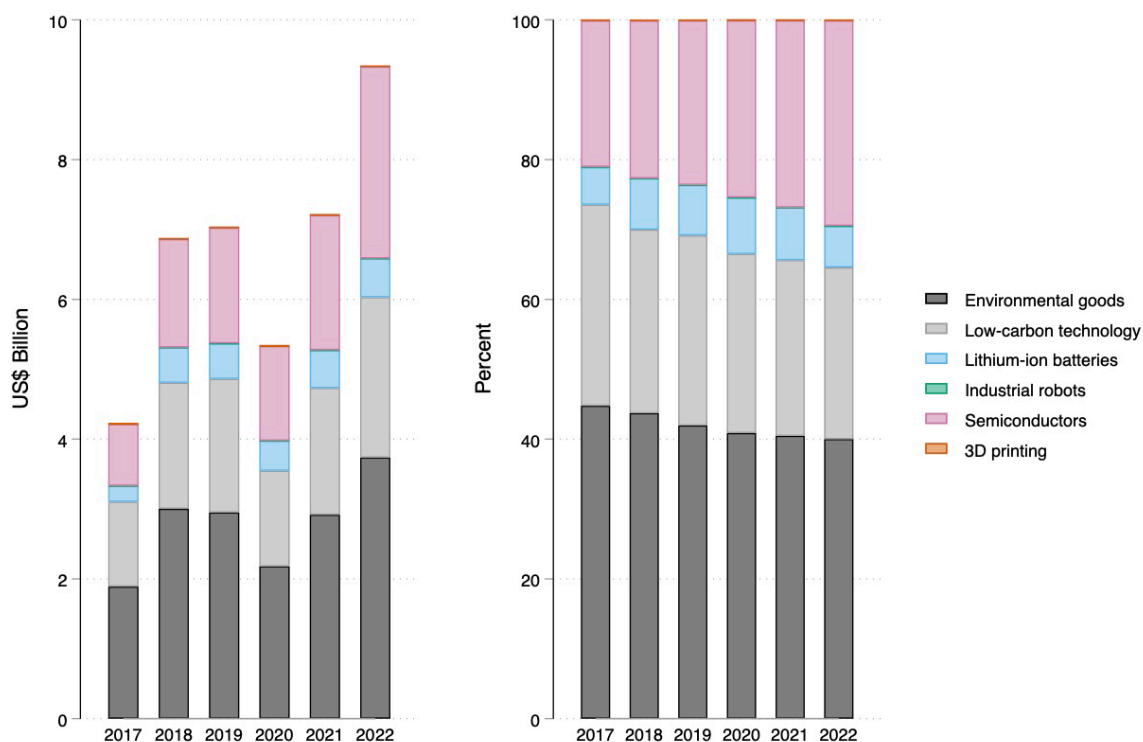 10
8
6
4
2
0
US$ Billion
2017 2018 2019 2020 2021 2022
100
80
60
40
20
0
Percent
2017 2018 2019 2020 2021 2022
Environmental goods
Low-carbon technology
Lithium-ion batteries
Industrial robots
Semiconductors
3D printing